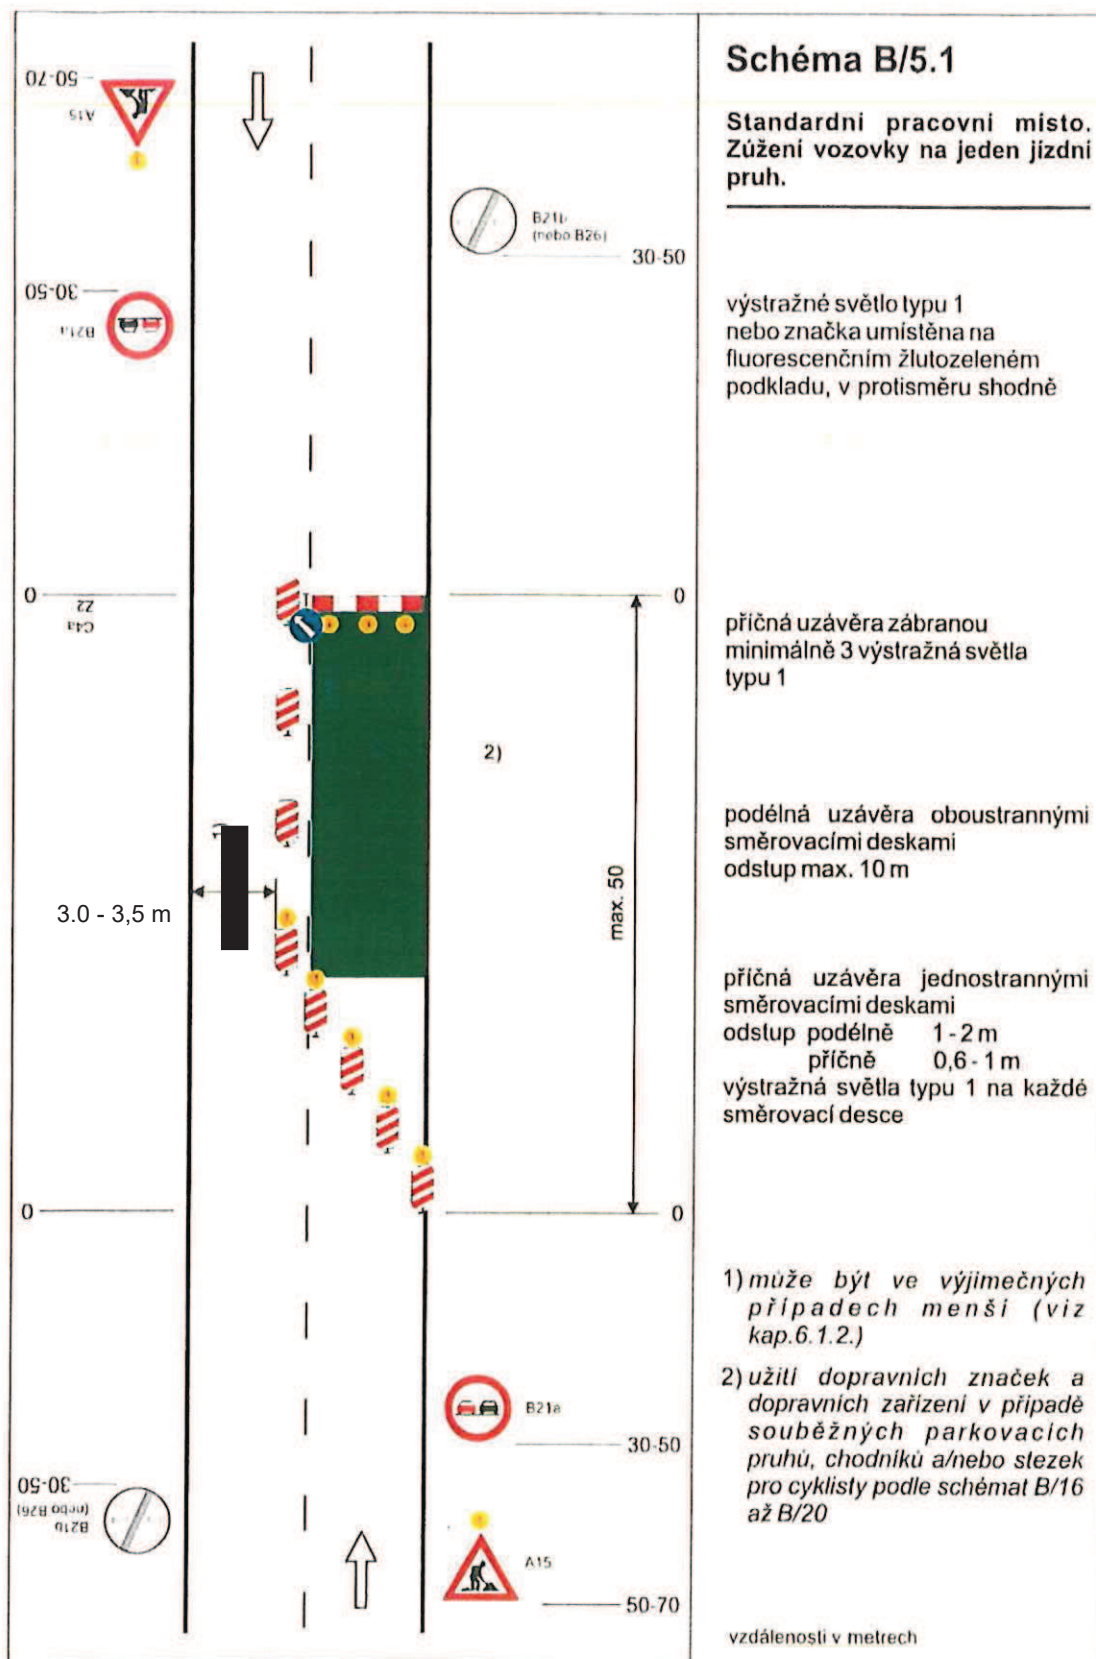 50-70
A15
B21b
(nebo B26)
30-50
30-50
B21a
0
Z2
C4a
0
2)
1)
3.0 - 3,5 m
max. 50
0
0
B21a
30-50
30-50
B21b
(nebo B26)
A15
50-70
Schéma B/5.1
Standardní pracovní místo.
Zúžení vozovky na jeden jízdní
pruh.
výstražné světlo typu 1
nebo značka umístěna na
fluorescenčním žlutozeleném
podkladu, v protisměru shodně
příčná uzávěra zábranou
minimálně 3 výstražná světla
typu 1
podélná uzávěra oboustrannými
směrovacími deskami
odstup max. 10 m
příčná uzávěra jednostrannými
směrovacími deskami
odstup podélně 1 - 2 m
příčně 0,6 - 1 m
výstražná světla typu 1 na každé
směrovací desce
1) může být ve výjimečných
případech menší (viz
kap.6.1.2.)
2) užití dopravních značek a
dopravních zařízení v případě
souběžných parkovacích
pruhů, chodníků a/nebo stezek
pro cyklisty podle schémat B/16
až B/20
vzdálenosti v metrech